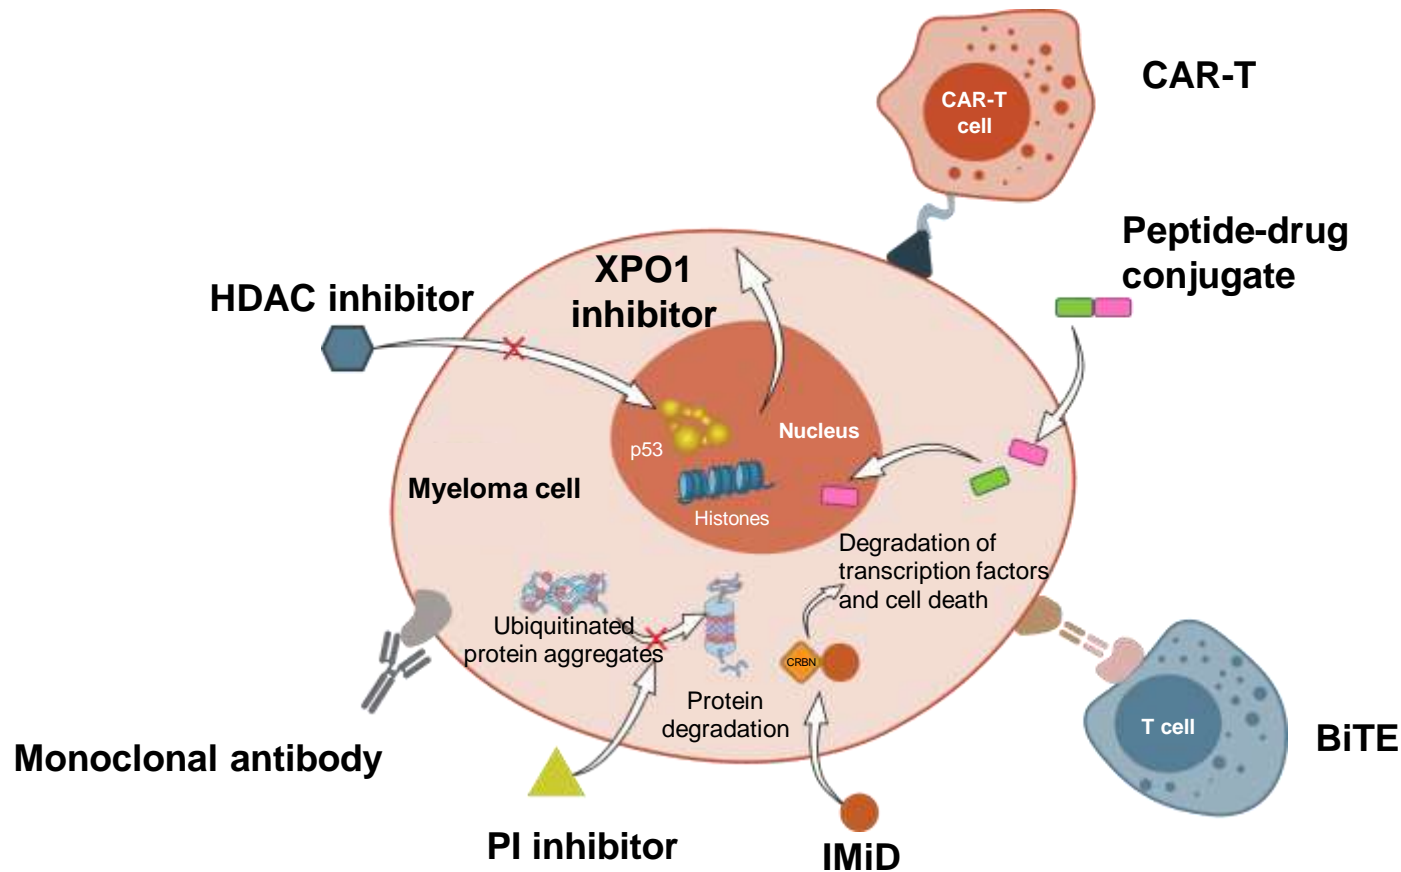 CAR-T
CAR-T
cell
Peptide-drug
conjugate
XPO1
inhibitor
HDAC inhibitor
Nucleus
p53
Myeloma cell
Histones
Degradation of
transcription factors
and cell death
Ubiquitinated
protein aggregates
CRBN
Protein
degradation
T cell
BiTE
Monoclonal antibody
PI inhibitor
IMiD